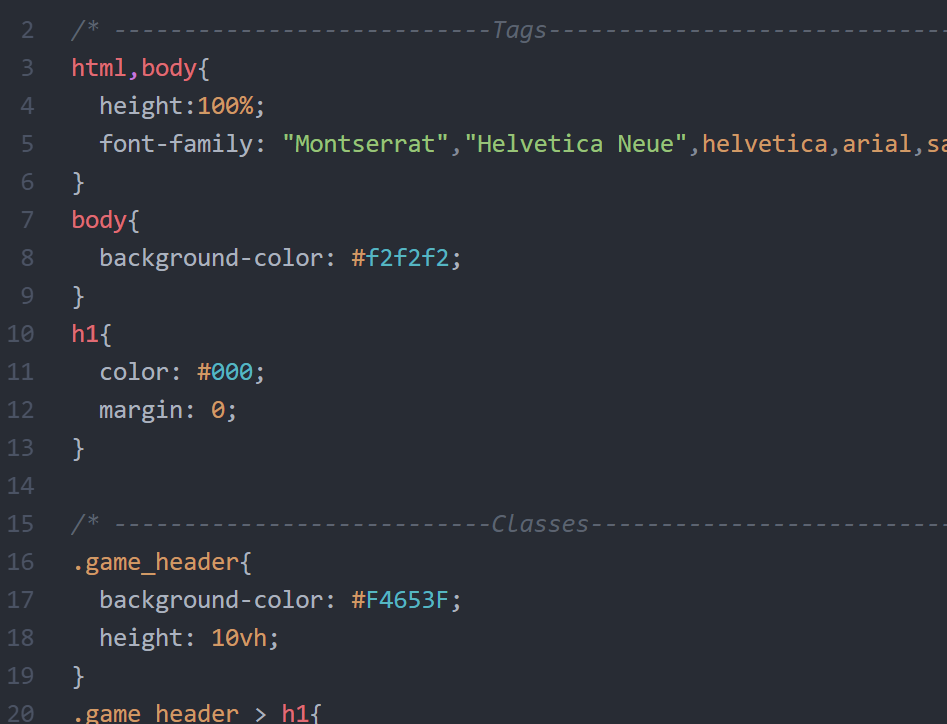 2 /* ---------------------------Tags-----------------------------
3 html,body{
4 height:100%;
5 font-family: "Montserrat","Helvetica Neue",helvetica,arial,sa
6 }
7 body{
8 background-color: #f2f2f2;
9 }
10 h1{
11 color: #000;
12 margin: 0;
13 }
14
15 /* ---------------------------Classes--------------------------
16 .game_header{
17 background-color: #F4653F;
18 height: 10vh;
19 }
20 .game_header > h1{